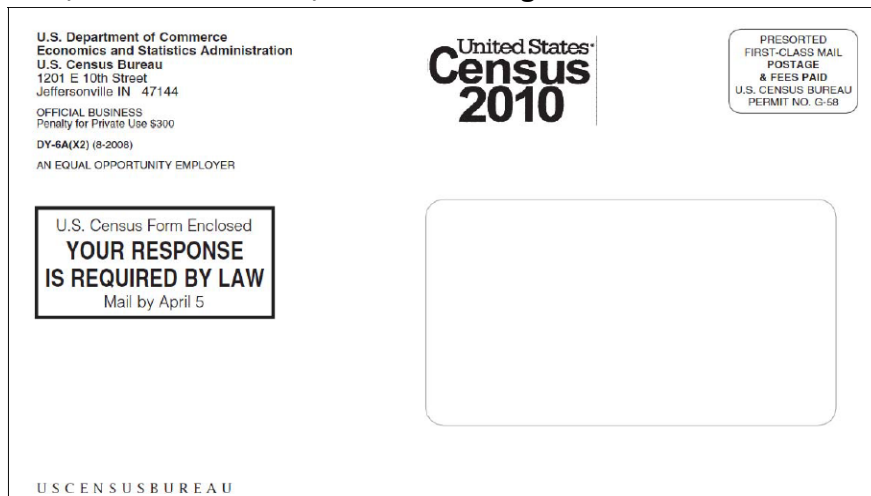 U.S. Department of Commerce
Economics and Statistics Administration
U.S. Census Bureau
1201 E 10th Street
Jeffersonville IN 47144
OFFICIAL BUSINESS
Penalty for Private Use $300
DY-6A(X2) (8-2008)
AN EQUAL OPPORTUNITY EMPLOYER
United States
Census
2010
PRESORTED
FIRST-CLASS MAIL
POSTAGE
& FEES PAID
U.S. CENSUS BUREAU
PERMIT NO. G-58
U.S. Census Form Enclosed
YOUR RESPONSE
IS REQUIRED BY LAW
Mail by April 5
USCENSUSBUREAU